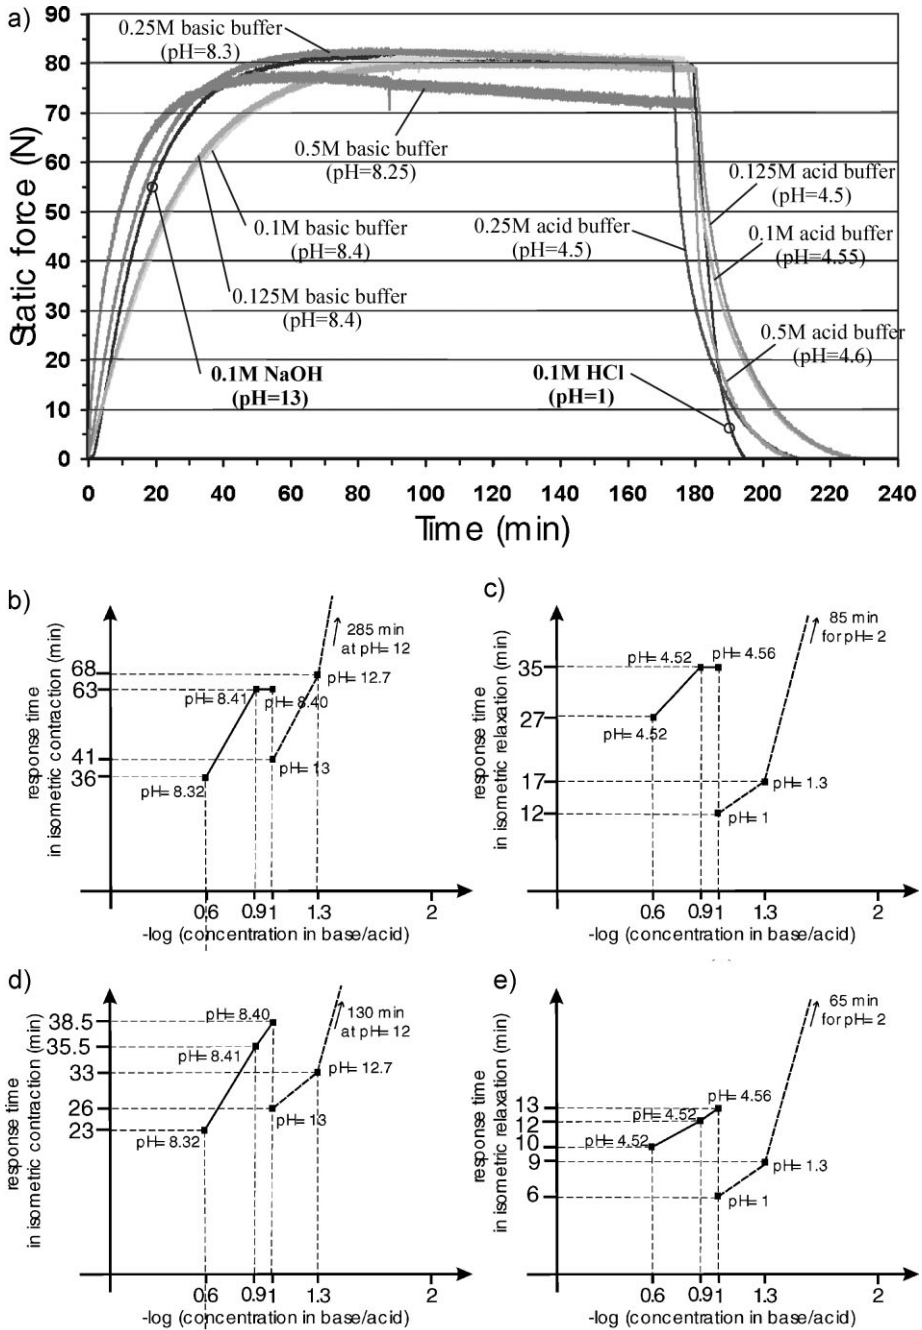 a)
90
80
70
60
50
40
30
20
10
0
Static force (N)
0.25M basic buffer
(pH=8.3)
0.5M basic buffer
(pH=8.25)
0.1M basic buffer
(pH=8.4)
0.125M basic buffer
(pH=8.4)
0.1M NaOH
(pH=13)
0.25M acid buffer
(pH=4.5)
0.125M acid buffer
(pH=4.5)
0.1M acid buffer
(pH=4.55)
0.5M acid buffer
(pH=4.6)
0.1M HCl
(pH=1)
0 20 40 60 80 100 120 140 160 180 200 220 240
Time (min)
b)
response time
in isometric contraction (min)
68
63
41
36
285 min
at pH= 12
pH= 12.7
pH= 8.41
pH= 8.40
pH= 13
pH= 8.32
0.6 0.9 1 1.3 2
-log (concentration in base/acid)
c)
response time
in isometric relaxation (min)
35
27
17
12
85 min
for pH= 2
pH= 4.52
pH= 4.56
pH= 4.52
pH= 1.3
pH= 1
0.6 0.9 1 1.3 2
-log (concentration in base/acid)
d)
response time
in isometric contraction (min)
38.5
35.5
33
26
23
130 min
at pH= 12
pH= 8.40
pH= 8.41
pH= 12.7
pH= 13
pH= 8.32
0.6 0.9 1 1.3 2
-log (concentration in base/acid)
e)
response time
in isometric relaxation (min)
13
12
10
9
6
65 min
for pH= 2
pH= 4.56
pH= 4.52
pH= 4.52
pH= 1.3
pH= 1
0.6 0.9 1 1.3 2
-log (concentration in base/acid)